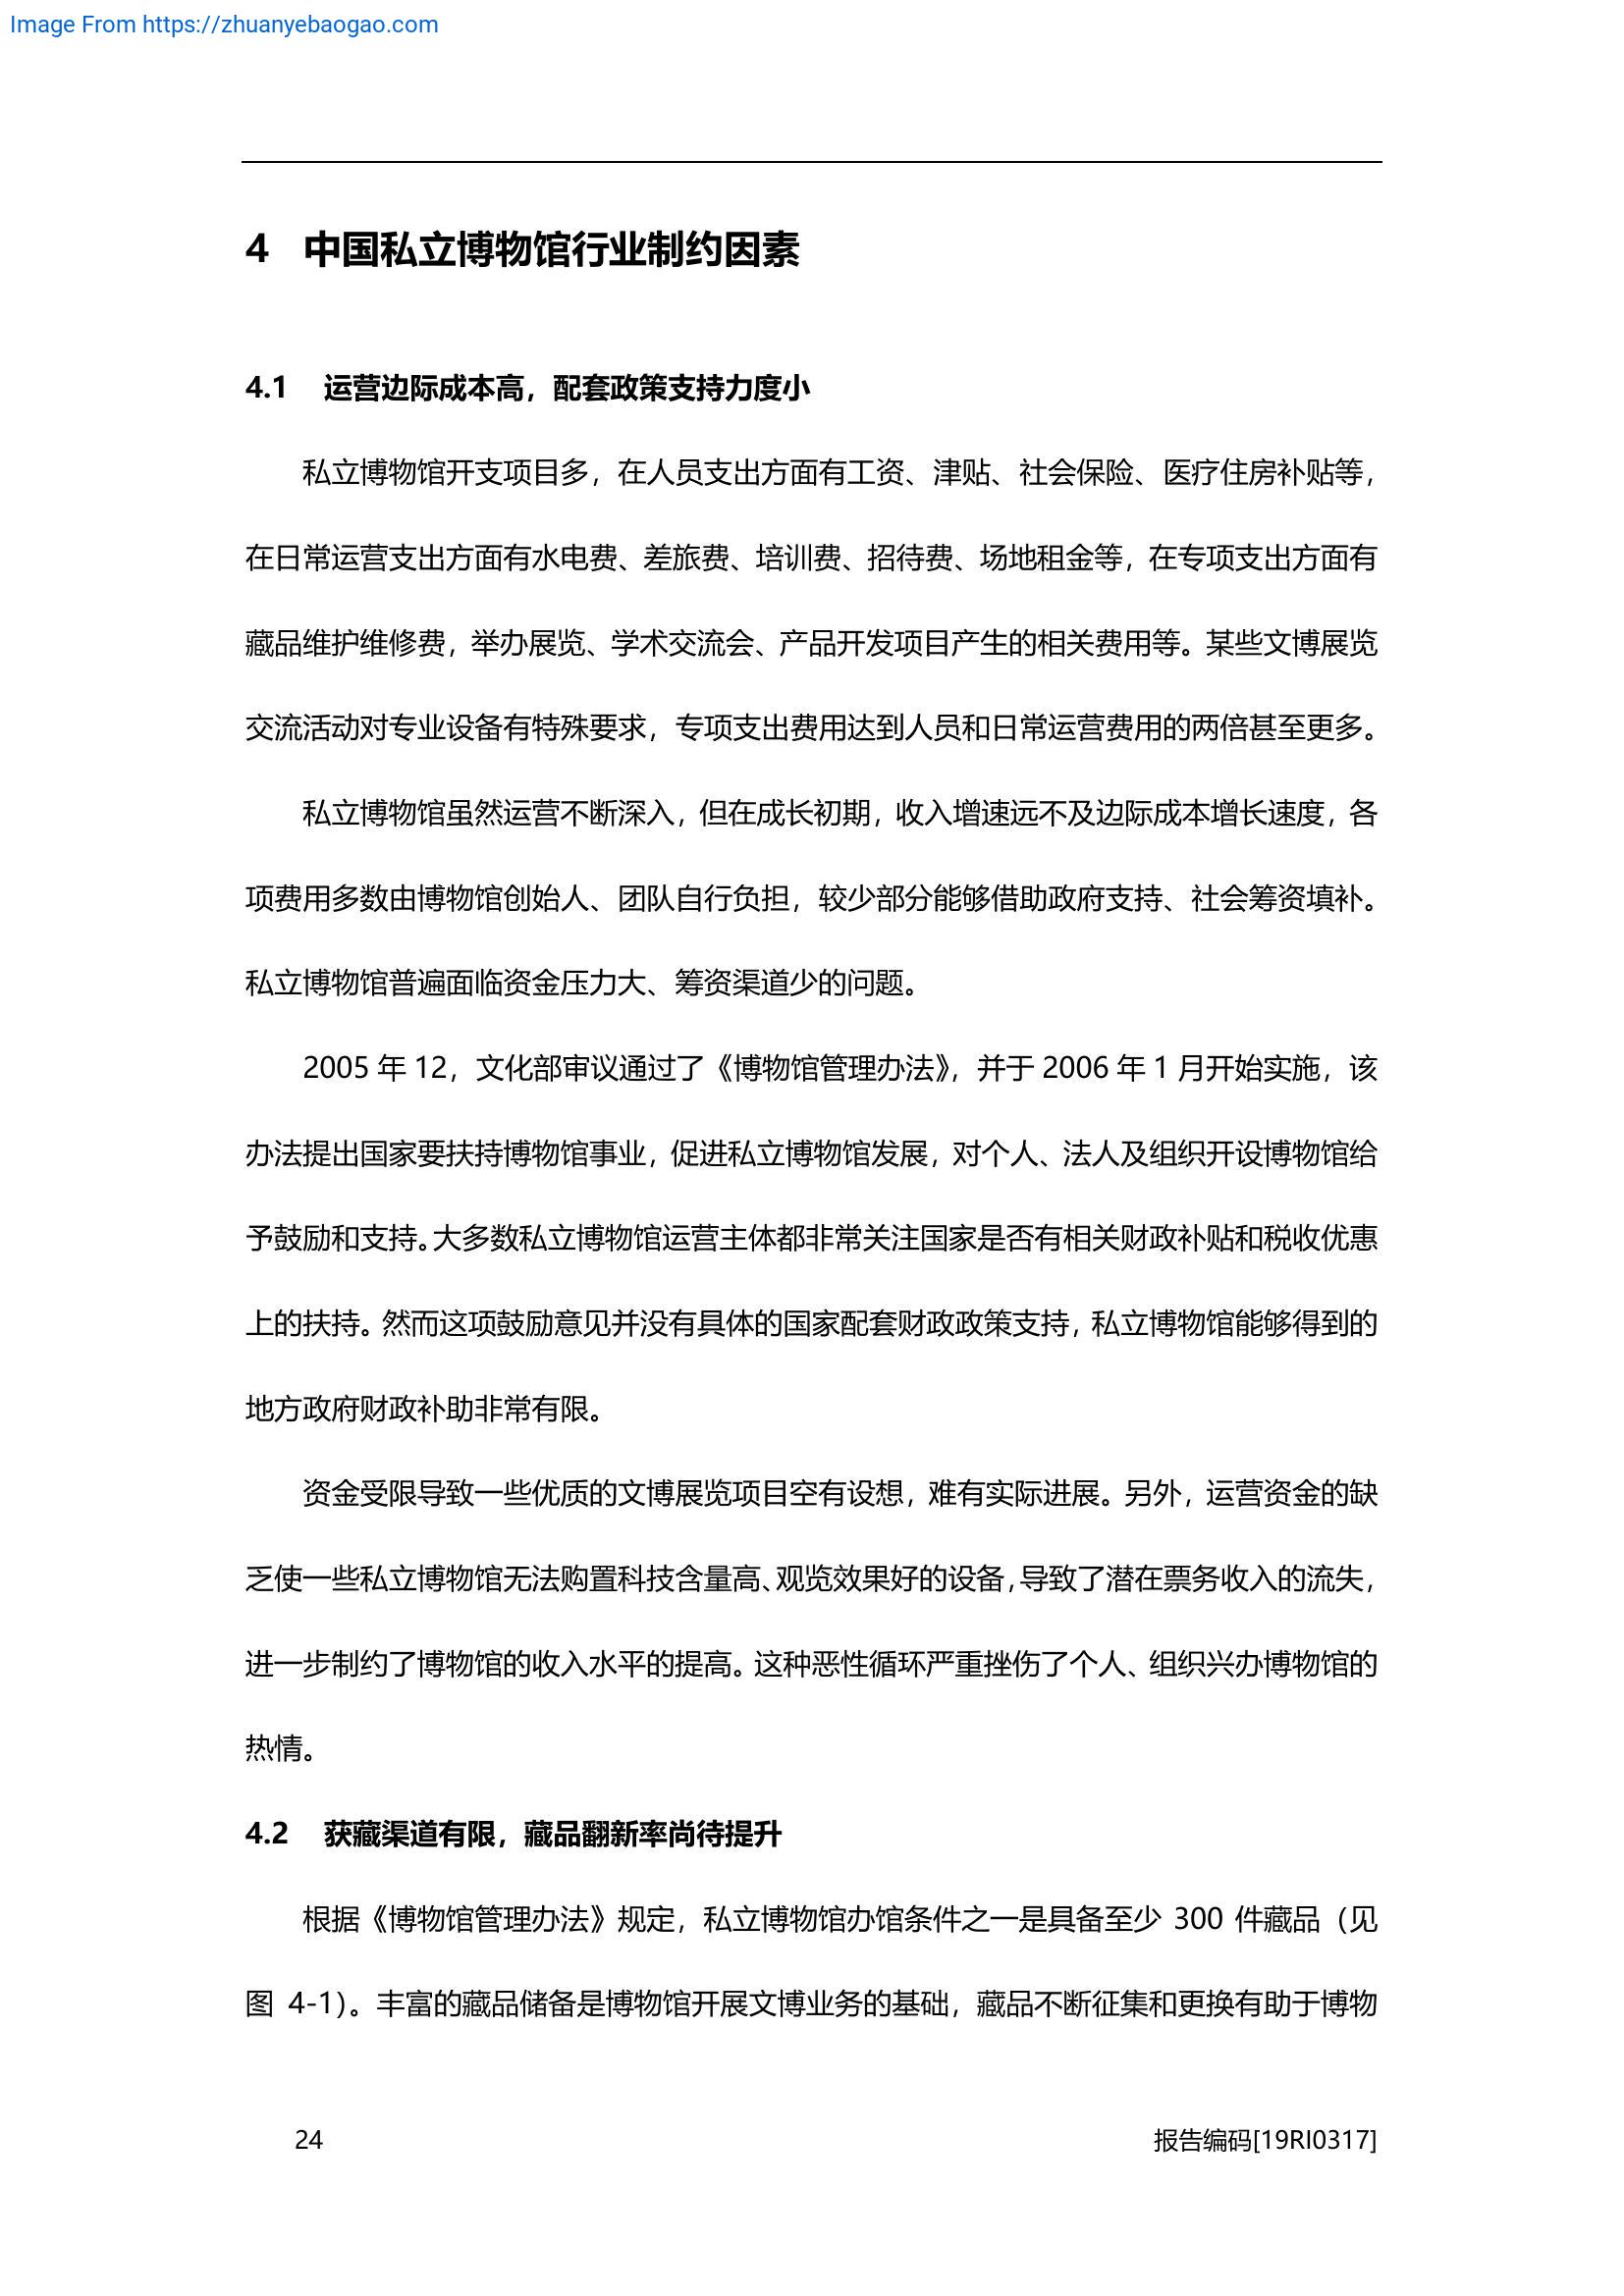 Image From https://zhuanyebaogao.com
4 中国私立博物馆行业制约因素
4.1 运营边际成本高，配套政策支持力度小
私立博物馆开支项目多，在人员支出方面有工资、津贴、社会保险、医疗住房补贴等，
在日常运营支出方面有水电费、差旅费、培训费、招待费、场地租金等，在专项支出方面有
藏品维护维修费，举办展览、学术交流会、产品开发项目产生的相关费用等。某些文博展览
交流活动对专业设备有特殊要求，专项支出费用达到人员和日常运营费用的两倍甚至更多。
私立博物馆虽然运营不断深入，但在成长初期，收入增速远不及边际成本增长速度，各
项费用多数由博物馆创始人、团队自行负担，较少部分能够借助政府支持、社会筹资填补。
私立博物馆普遍面临资金压力大、筹资渠道少的问题。
2005 年 12，文化部审议通过了《博物馆管理办法》，并于 2006 年 1 月开始实施，该
办法提出国家要扶持博物馆事业，促进私立博物馆发展，对个人、法人及组织开设博物馆给
予鼓励和支持。大多数私立博物馆运营主体都非常关注国家是否有相关财政补贴和税收优惠
上的扶持。然而这项鼓励意见并没有具体的国家配套财政政策支持，私立博物馆能够得到的
地方政府财政补助非常有限。
资金受限导致一些优质的文博展览项目空有设想，难有实际进展。另外，运营资金的缺
乏使一些私立博物馆无法购置科技含量高、观览效果好的设备，导致了潜在票务收入的流失，
进一步制约了博物馆的收入水平的提高。这种恶性循环严重挫伤了个人、组织兴办博物馆的
热情。
4.2 获藏渠道有限，藏品翻新率尚待提升
根据《博物馆管理办法》规定，私立博物馆办馆条件之一是具备至少 300 件藏品（见
图 4-1）。丰富的藏品储备是博物馆开展文博业务的基础，藏品不断征集和更换有助于博物
24 报告编码[19RI0317]